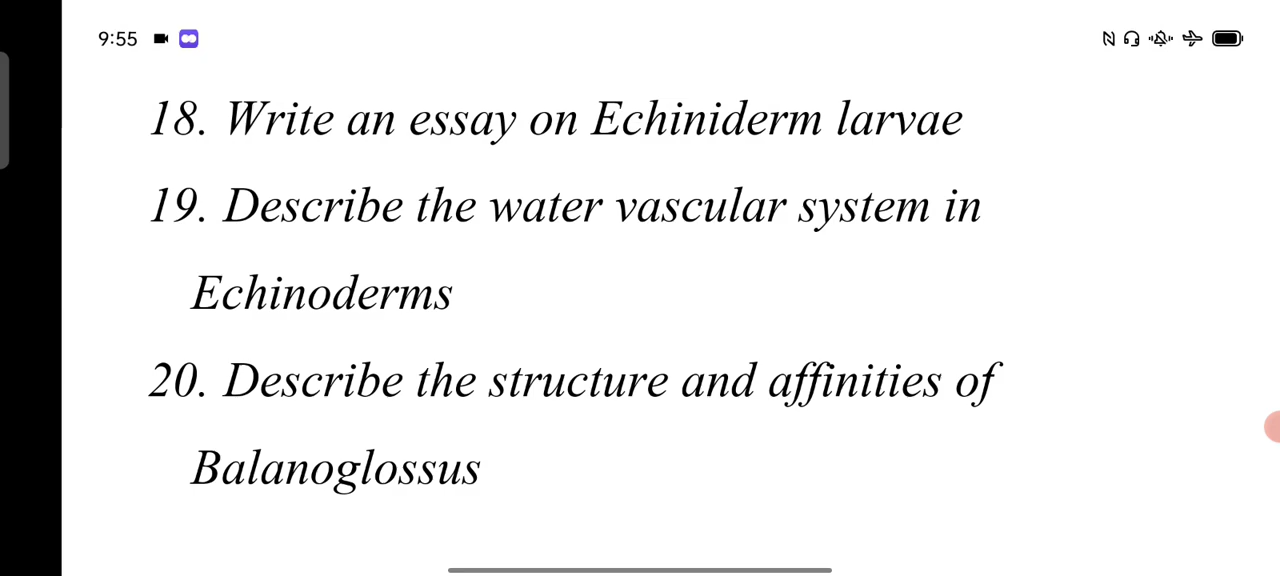 9:55
18. Write an essay on Echiniderm larvae
19. Describe the water vascular system in
Echinoderms
20. Describe the structure and affinities of
Balanoglossus